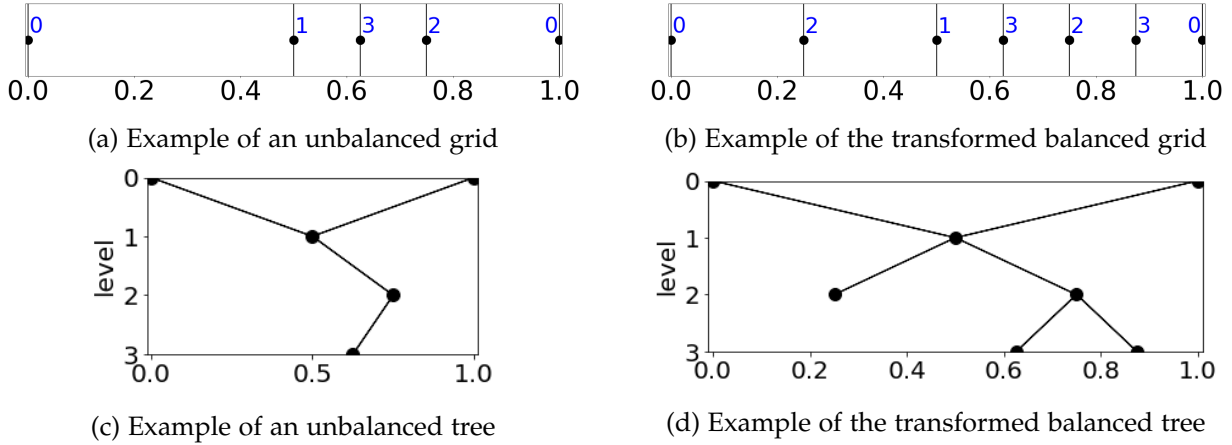 0 1 3 2 0
0.0 0.2 0.4 0.6 0.8 1.0
(a) Example of an unbalanced grid
0 2 1 3 2 3 0
0.0 0.2 0.4 0.6 0.8 1.0
(b) Example of the transformed balanced grid
0
1
2
3
level
0.0 0.5 1.0
(c) Example of an unbalanced tree
0
1
2
3
level
0.0 0.2 0.4 0.6 0.8 1.0
(d) Example of the transformed balanced tree